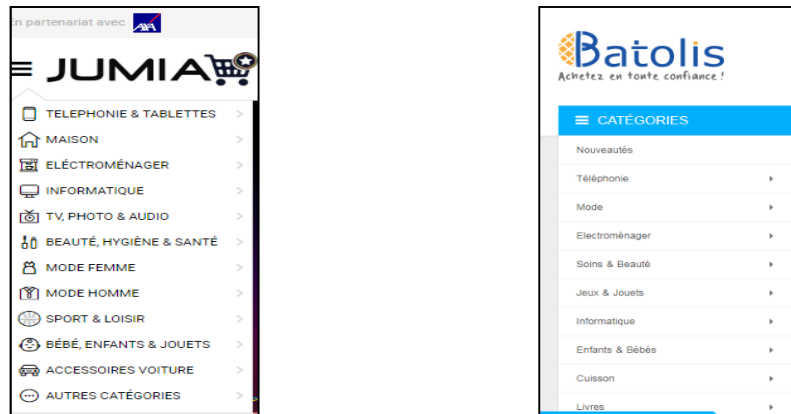 En partenariat avec AXA
JUMIA
TELEPHONIE & TABLETTES
MAISON
ELÉCTROMÉNAGER
INFORMATIQUE
TV, PHOTO & AUDIO
BEAUTÉ, HYGIÈNE & SANTÉ
MODE FEMME
MODE HOMME
SPORT & LOISIR
BÉBÉ, ENFANTS & JOUETS
ACCESSOIRES VOITURE
AUTRES CATÉGORIES
Batolis
Achetez en toute confiance !
CATÉGORIES
Nouveautés
Téléphonie
Mode
Electroménager
Soins & Beauté
Jeux & Jouets
Informatique
Enfants & Bébés
Cuisson
Livres